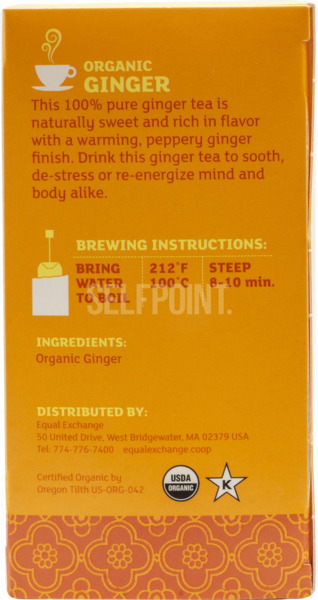 ORGANIC
GINGER
This 100% pure ginger tea is
naturally sweet and rich in flavor
with a warming, peppery ginger
finish. Drink this ginger tea to sooth,
de-stress or re-energize mind and
body alike.
BREWING INSTRUCTIONS:
BRING
WATER
TO BOIL
212°F
100°C
STEEP
8-10 min.
SELFPOINT.
INGREDIENTS:
Organic Ginger
DISTRIBUTED BY:
Equal Exchange
50 United Drive, West Bridgewater, MA 02379 USA
Tel: 774-776-7400 equalexchange.coop
Certified Organic by
Oregon Tilth US-ORG-042
USDA
ORGANIC
K